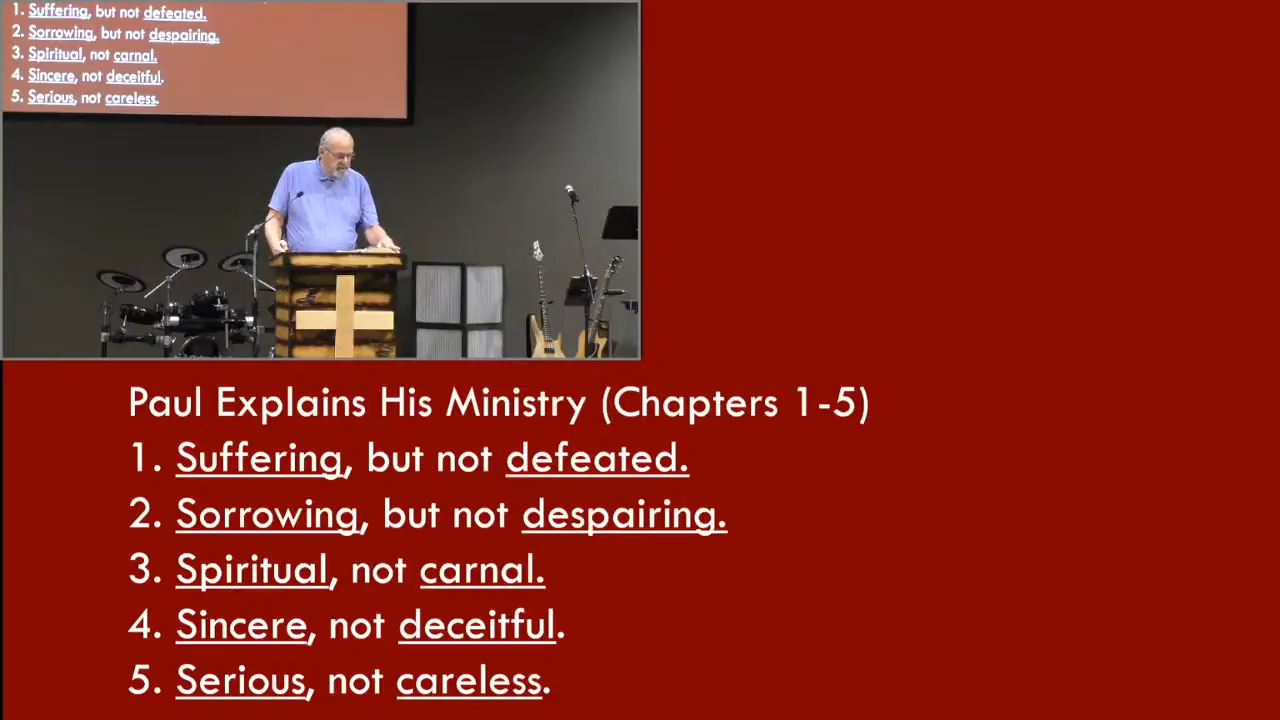 1. Suffering, but not defeated.
2. Sorrowing, but not despairing.
3. Spiritual, not carnal.
4. Sincere, not deceitful.
5. Serious, not careless.
Paul Explains His Ministry (Chapters 1-5)
1. Suffering, but not defeated.
2. Sorrowing, but not despairing.
3. Spiritual, not carnal.
4. Sincere, not deceitful.
5. Serious, not careless.